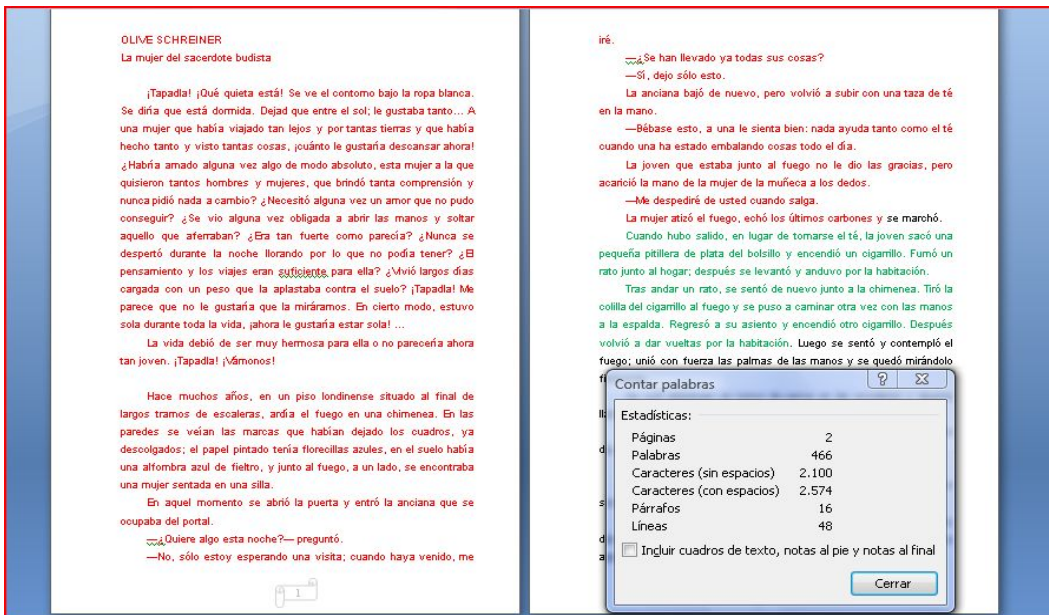 OLIVE SCHREINER
La mujer del sacerdote budista
¡Tapadla! ¡Qué quieta está! Se ve el contorno bajo la ropa blanca.
Se diría que está dormida. Dejad que entre el sol; le gustaba tanto... A
una mujer que había viajado tan lejos y por tantas tierras y que había
hecho tanto y visto tantas cosas, ¡cuánto le gustaría descansar ahora!
¿Habría amado alguna vez algo de modo absoluto, esta mujer a la que
quisieron tantos hombres y mujeres, que brindó tanta comprensión y
nunca pidió nada a cambio? ¿Necesitó alguna vez un amor que no pudo
conseguir? ¿Se vio alguna vez obligada a abrir las manos y soltar
aquello que aferraban? ¿Era tan fuerte como parecía? ¿Nunca se
despertó durante la noche llorando por lo que no podía tener? ¿El
pensamiento y los viajes eran suficiente para ella? ¿Vivió largos días
cargada con un peso que la aplastaba contra el suelo? ¡Tapadla! Me
parece que no le gustaría que la miráramos. En cierto modo, estuvo
sola durante toda la vida, ¡ahora le gustaría estar sola! ...
La vida debió de ser muy hermosa para ella o no parecería ahora
tan joven. ¡Tapadla! ¡Vámonos!
Hace muchos años, en un piso londinense situado al final de
largos tramos de escaleras, ardía el fuego en una chimenea. En las
paredes se veían las marcas que habían dejado los cuadros, ya
descolgados; el papel pintado tenía florecillas azules, en el suelo había
una alfombra azul de fieltro, y junto al fuego, a un lado, se encontraba
una mujer sentada en una silla.
En aquel momento se abrió la puerta y entró la anciana que se
ocupaba del portal.
—¿Quiere algo esta noche?— preguntó.
—No, sólo estoy esperando una visita; cuando haya venido, me
1
iré.
—¿Se han llevado ya todas sus cosas?
—Sí, dejo sólo esto.
La anciana bajó de nuevo, pero volvió a subir con una taza de té
en la mano.
—Bébase esto, a una le sienta bien: nada ayuda tanto como el té
cuando una ha estado embalando cosas todo el día.
La joven que estaba junto al fuego no le dio las gracias, pero
acarició la mano de la mujer de la muñeca a los dedos.
—Me despediré de usted cuando salga.
La mujer atizó el fuego, echó los últimos carbones y se marchó.
Cuando hubo salido, en lugar de tomarse el té, la joven sacó una
pequeña pitillera de plata del bolsillo y encendió un cigarrillo. Fumó un
rato junto al hogar; después se levantó y anduvo por la habitación.
Tras andar un rato, se sentó de nuevo junto a la chimenea. Tiró la
colilla del cigarrillo al fuego y se puso a caminar otra vez con las manos
a la espalda. Regresó a su asiento y encendió otro cigarrillo. Después
volvió a dar vueltas por la habitación. Luego se sentó y contempló el
fuego; unió con fuerza las palmas de las manos y se quedó mirándolo
Contar palabras
Estadísticas:
Páginas 2
Palabras 466
Caracteres (sin espacios) 2.100
Caracteres (con espacios) 2.574
Párrafos 16
Líneas 48
Incluir cuadros de texto, notas al pie y notas al final
Cerrar